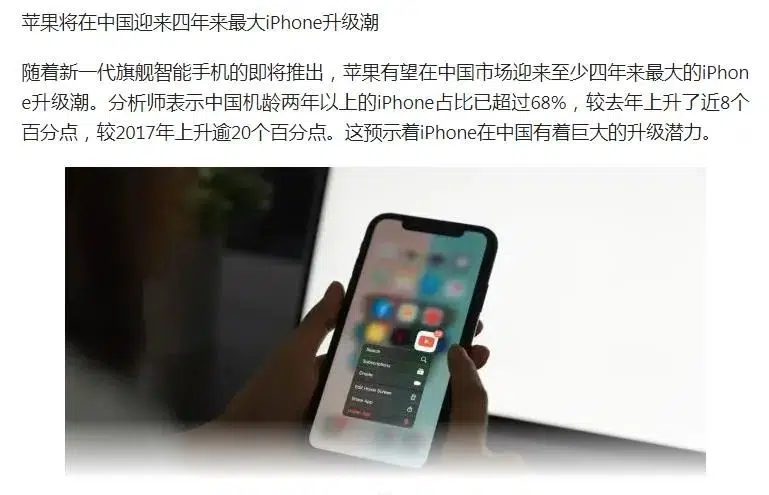 苹果将在中国迎来四年来最大iPhone升级潮
随着新一代旗舰智能手机的即将推出，苹果有望在中国市场迎来至少四年来最大的iPhon
e升级潮。分析师表示中国机龄两年以上的iPhone占比已超过68%，较去年上升了近8个
百分点，较2017年上升逾20个百分点。这预示着iPhone在中国有着巨大的升级潜力。
Search
Subscriptions
Create
Edit Home Screen
Share App